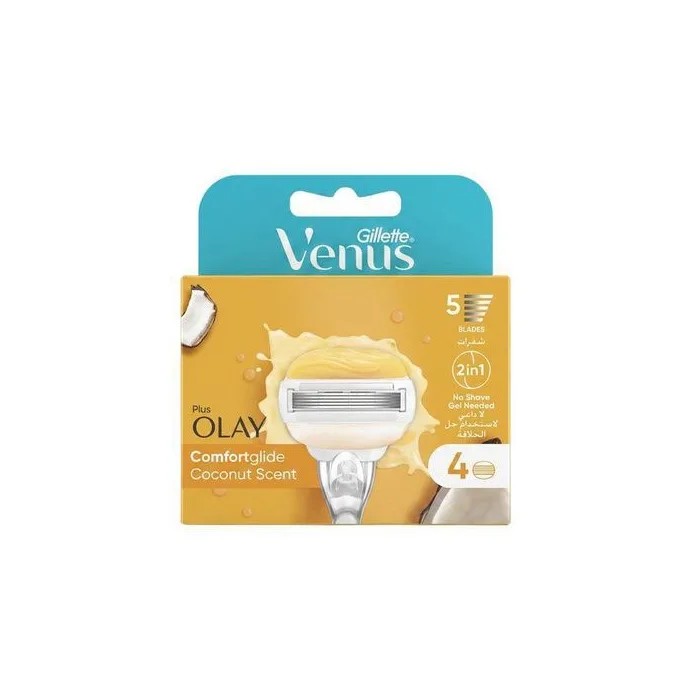 Gillette®
Venus
5
BLADES
شفرات
2in1
No Shave
Gel Needed
لا داعي
لاستخدام جل
الحلاقة
Plus
OLAY
Comfortglide
Coconut Scent
4